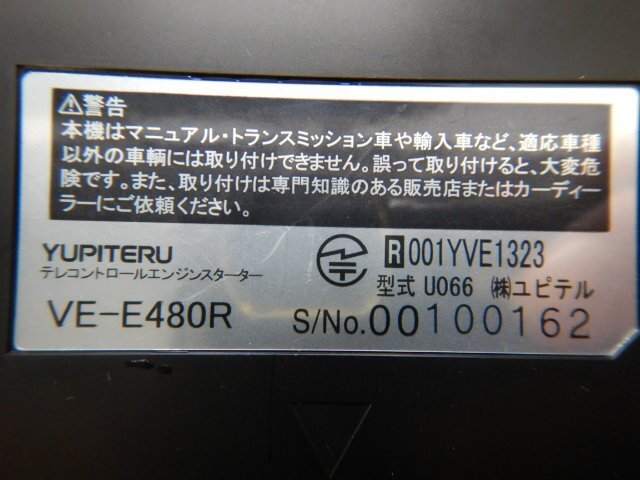 ⚠警告
本機はマニュアル・トランスミッション車や輸入車など、適応車種
以外の車輌には取り付けできません。誤って取り付けると、大変危
険です。また、取り付けは専門知識のある販売店またはカーディー
ラーにご依頼ください。
YUPITERU
テレコントロールエンジンスターター
VE-E480R
R 001YVE1323
型式 U066 ㈱ユピテル
S/No.00100162